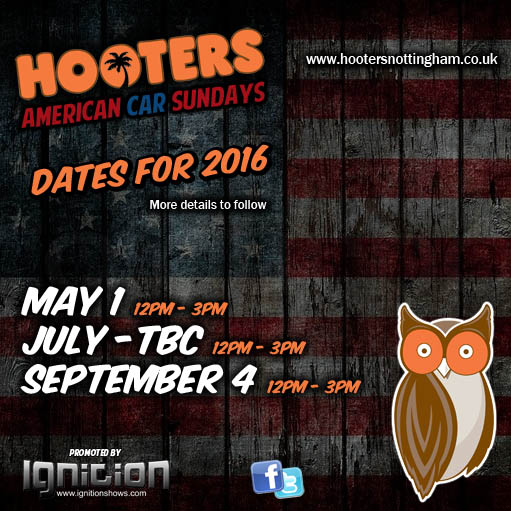 HOOTERS
www.hootersnottingham.co.uk
AMERICAN CAR SUNDAYS
DATES FOR 2016
More details to follow
MAY 1 12PM - 3PM
JULY - TBC 12PM - 3PM
SEPTEMBER 4 12PM - 3PM
PROMOTED BY
Ignition
www.ignitionshows.com
f t